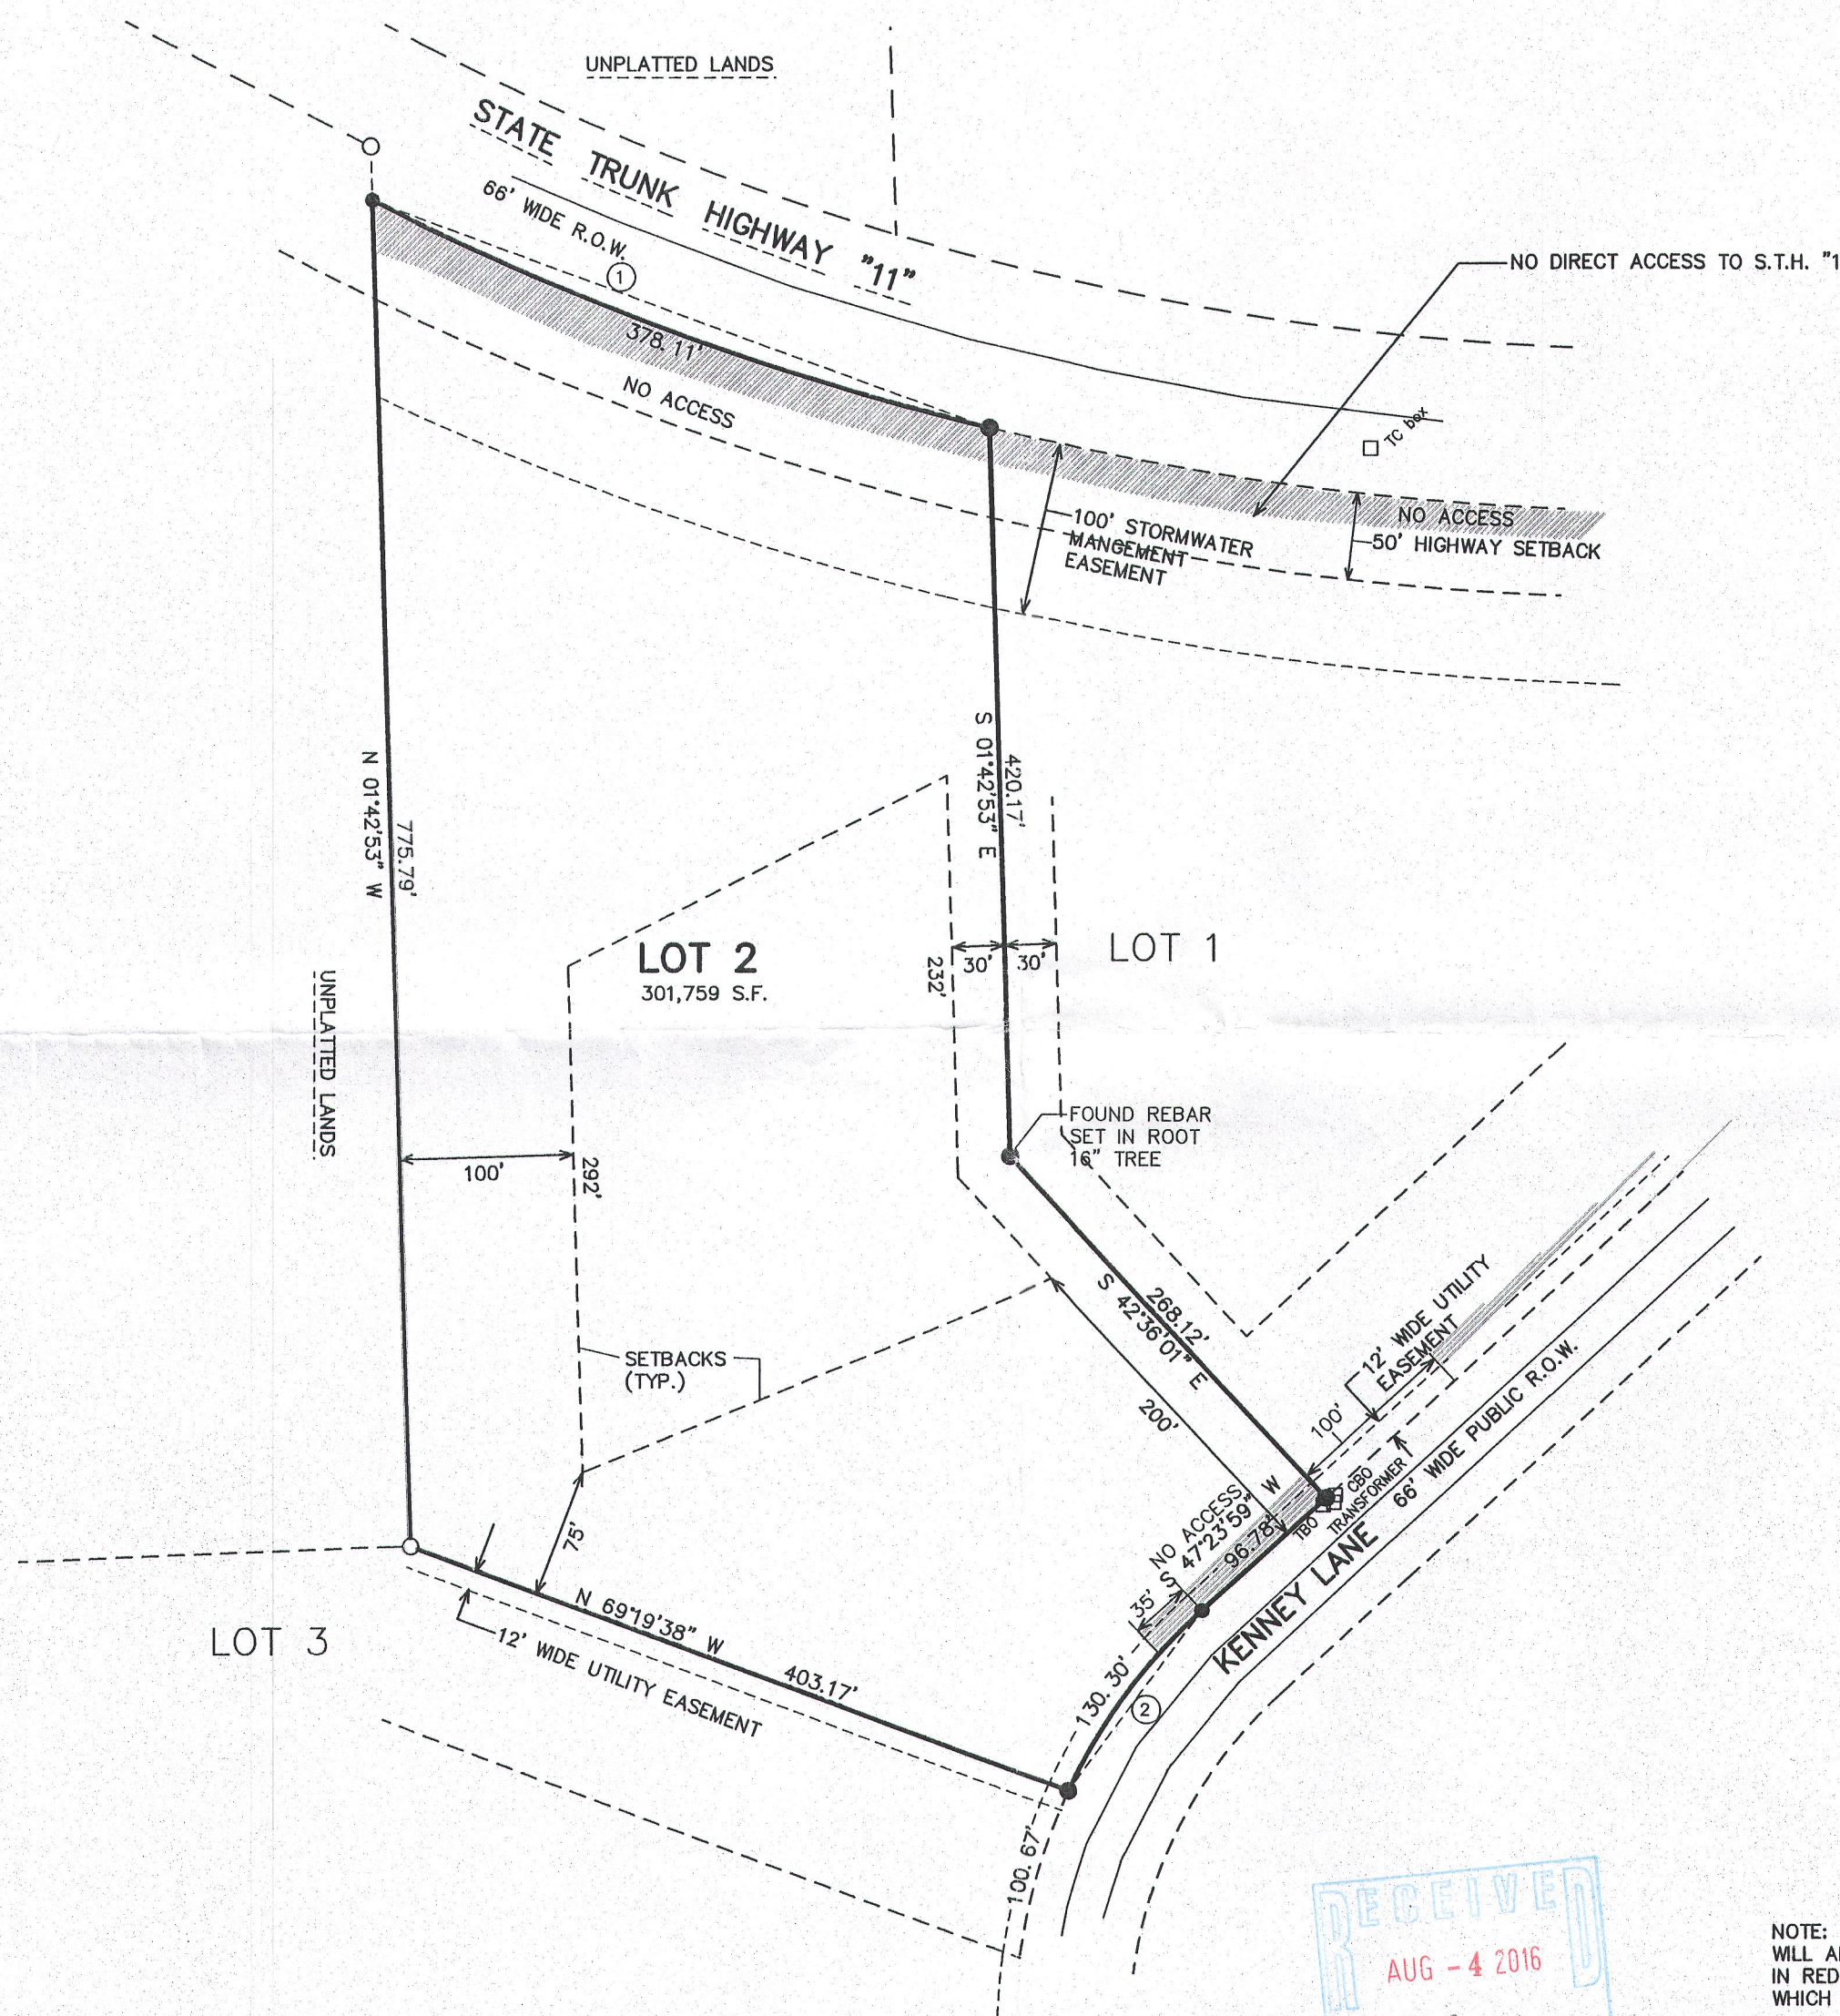 UNPLATTED LANDS
STATE TRUNK HIGHWAY "11"
66' WIDE R.O.W.
1
NO DIRECT ACCESS TO S.T.H. "1
378.11'
NO ACCESS
TC box
NO ACCESS
50' HIGHWAY SETBACK
100' STORMWATER
MANGEMENT
EASEMENT
S 01°42'53" E
420.17'
N 01°42'53" W
775.79'
LOT 2
301,759 S.F.
LOT 1
30'
30'
232'
UNPLATTED LANDS
FOUND REBAR
SET IN ROOT
16" TREE
100'
292'
SETBACKS
(TYP.)
268.12'
S 42°36'01" E
200'
12' WIDE UTILITY
EASEMENT
100'
66' WIDE PUBLIC R.O.W.
CBO
TRANSFORMER
TBO
NO ACCESS
S 47°23'59" W
96.78'
35'
KENNEY LANE
75'
N 69°19'38" W
403.17'
12' WIDE UTILITY EASEMENT
LOT 3
130.30'
2
100.67'
RECEIVED
AUG -4 2016
NOTE:
IN RED
WHICH